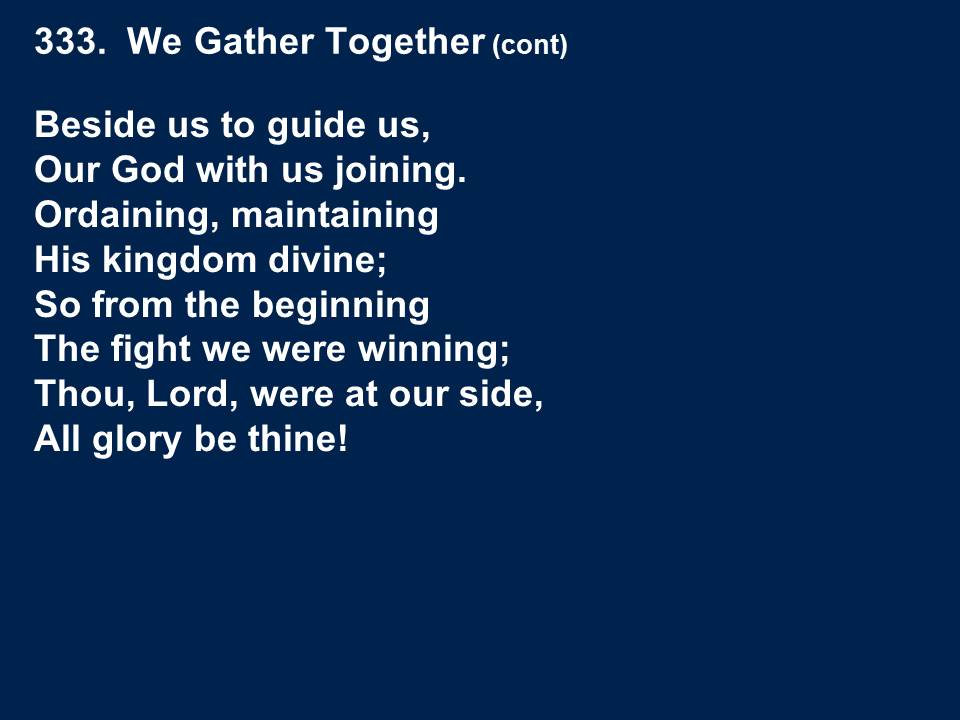 333.  We Gather Together (cont)
Beside us to guide us,
Our God with us joining.
Ordaining, maintaining
His kingdom divine;
So from the beginning
The fight we were winning;
Thou, Lord, were at our side,
All glory be thine!